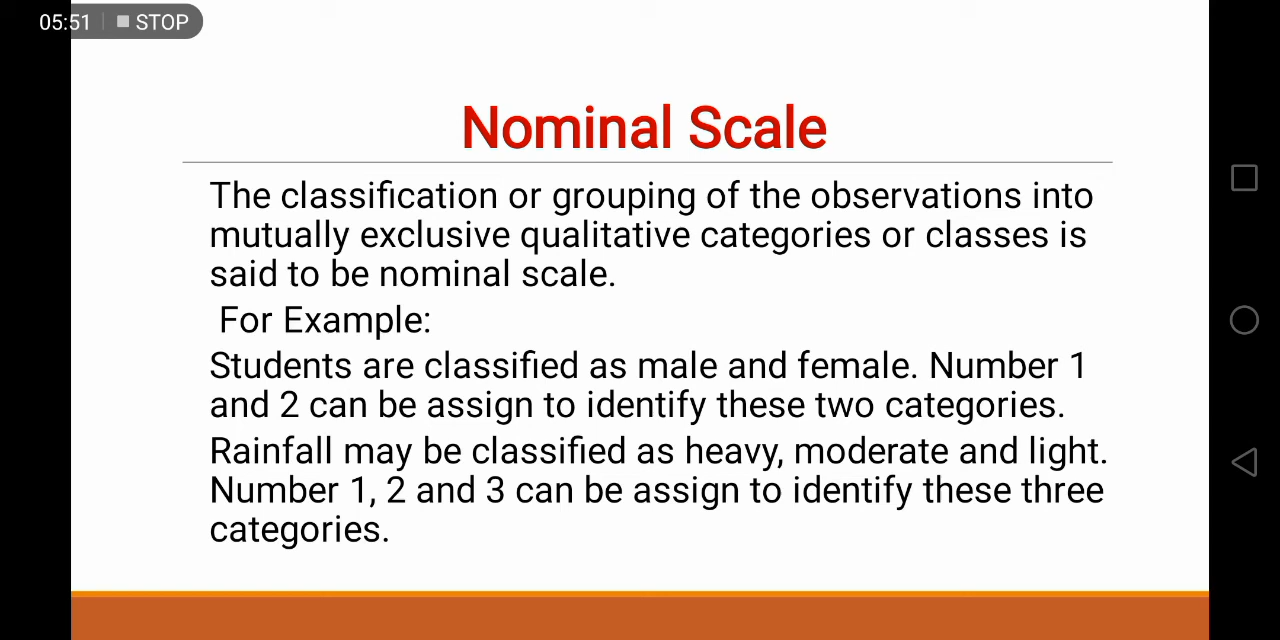 05:51 STOP
Nominal Scale
The classification or grouping of the observations into
mutually exclusive qualitative categories or classes is
said to be nominal scale.
For Example:
Students are classified as male and female. Number 1
and 2 can be assign to identify these two categories.
Rainfall may be classified as heavy, moderate and light.
Number 1, 2 and 3 can be assign to identify these three
categories.